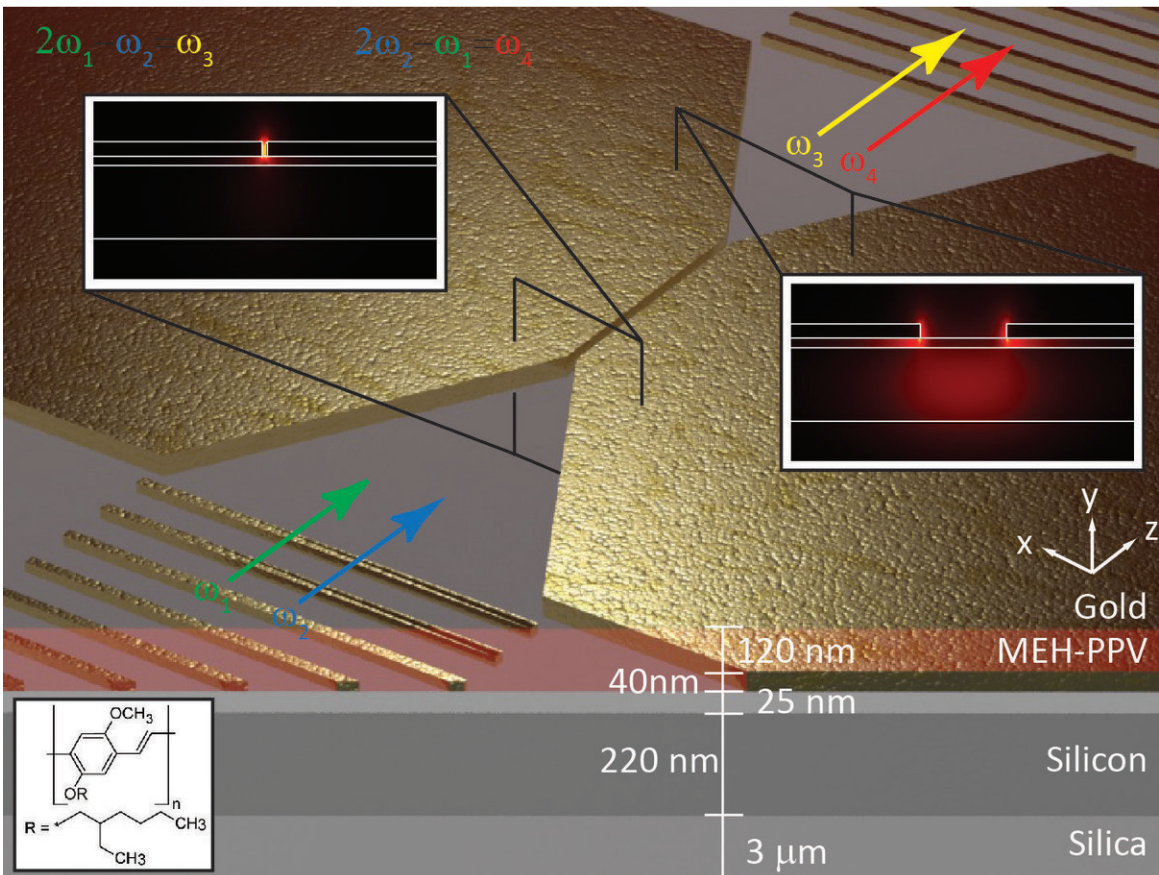 2ω₁ - ω₂ = ω₃
2ω₂ - ω₁ = ω₄
ω₃
ω₄
ω₁
ω₂
y
x
z
Gold
120 nm
MEH-PPV
40nm
25 nm
220 nm
Silicon
3 μm
Silica
OCH3
OR
n
R = *
CH3
CH3